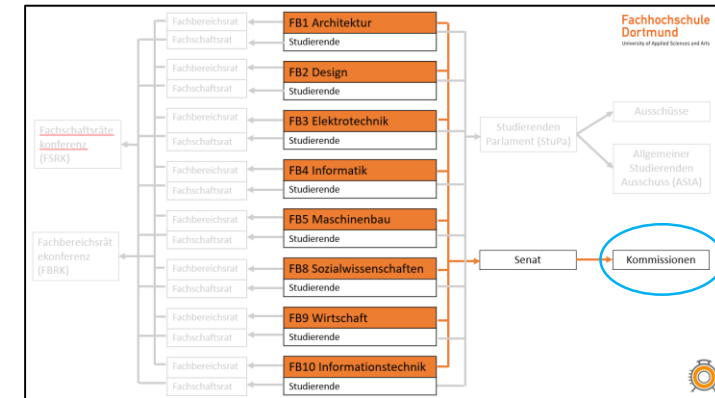 Fachhochschule
Dortmund
University of Applied Sciences and Arts
Fachbereichsrat
Fachschaftsrat
FB1 Architektur
Studierende
Fachbereichsrat
Fachschaftsrat
FB2 Design
Studierende
Fachbereichsrat
Fachschaftsrat
FB3 Elektrotechnik
Studierende
Fachbereichsrat
Fachschaftsrat
FB4 Informatik
Studierende
Fachbereichsrat
Fachschaftsrat
FB5 Maschinenbau
Studierende
Fachbereichsrat
Fachschaftsrat
FB8 Sozialwissenschaften
Studierende
Fachbereichsrat
Fachschaftsrat
FB9 Wirtschaft
Studierende
Fachbereichsrat
Fachschaftsrat
FB10 Informationstechnik
Studierende
Fachschaftsräte
konferenz
(FSRK)
Fachbereichsrät
ekonferenz
(FBRK)
Studierenden
Parlament (StuPa)
Ausschüsse
Allgemeiner
Studierenden
Ausschuss (AStA)
Senat
Kommissionen